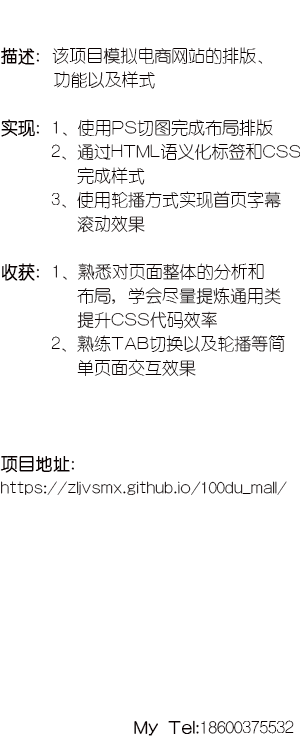 描述：该项目模拟电商网站的排版、
功能以及样式
实现：1、使用PS切图完成布局排版
2、通过HTML语义化标签和CSS
完成样式
3、使用轮播方式实现首页字幕
滚动效果
收获：1、熟悉对页面整体的分析和
布局，学会尽量提炼通用类
提升CSS代码效率
2、熟练TAB切换以及轮播等简
单页面交互效果
项目地址：
https://zljvsmx.github.io/100du_mall/
My Tel:18600375532